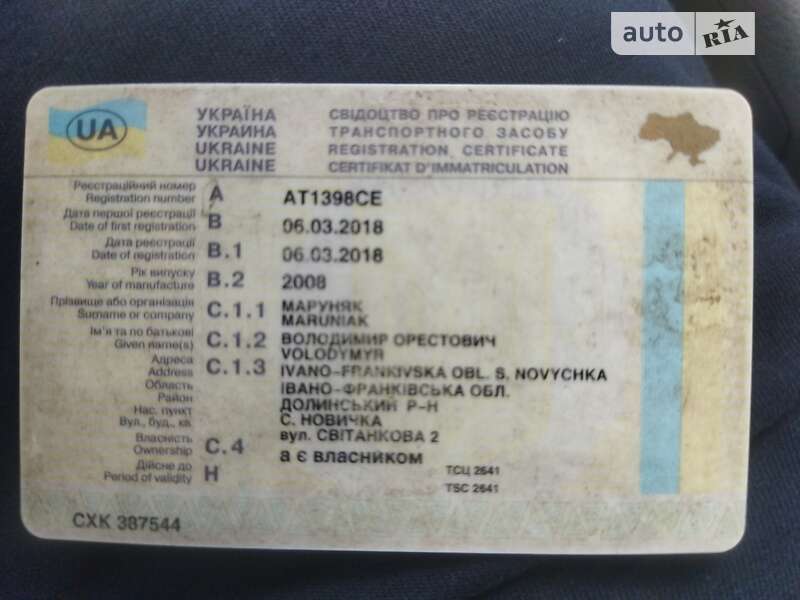 auto RIA
UA
УКРАЇНА СВІДОЦТВО ПРО РЕЄСТРАЦІЮ
УКРАИНА ТРАНСПОРТНОГО ЗАСОБУ
UKRAINE REGISTRATION CERTIFICATE
UKRAINE CERTIFIKAT D'IMMATRICULATION
Реєстраційний номер
Registration number A AT1398CE
Дата першої реєстрації
Date of first registration B 06.03.2018
Дата реєстрації
Date of registration B.1 06.03.2018
Рік випуску
Year of manufacture B.2 2008
Прізвище або організація
Surname or company C.1.1 МАРУНЯК
MARUNIAK
Ім'я та по батькові
Given name(s) C.1.2 ВОЛОДИМИР ОРЕСТОВИЧ
VOLODYMYR
Адреса
Address C.1.3 IVANO-FRANKIVSKA OBL. S. NOVYCHKA
Область ІВАНО-ФРАНКІВСЬКА ОБЛ.
Район ДОЛИНСЬКИЙ Р-Н
Нас. пункт С. НОВИЧКА
Вул., буд., кв. вул. СВІТАНКОВА 2
Власність
Ownership C.4 а є власником
Дійсне до
Period of validity H
ТСЦ 2641
TSC 2641
СХК 387544